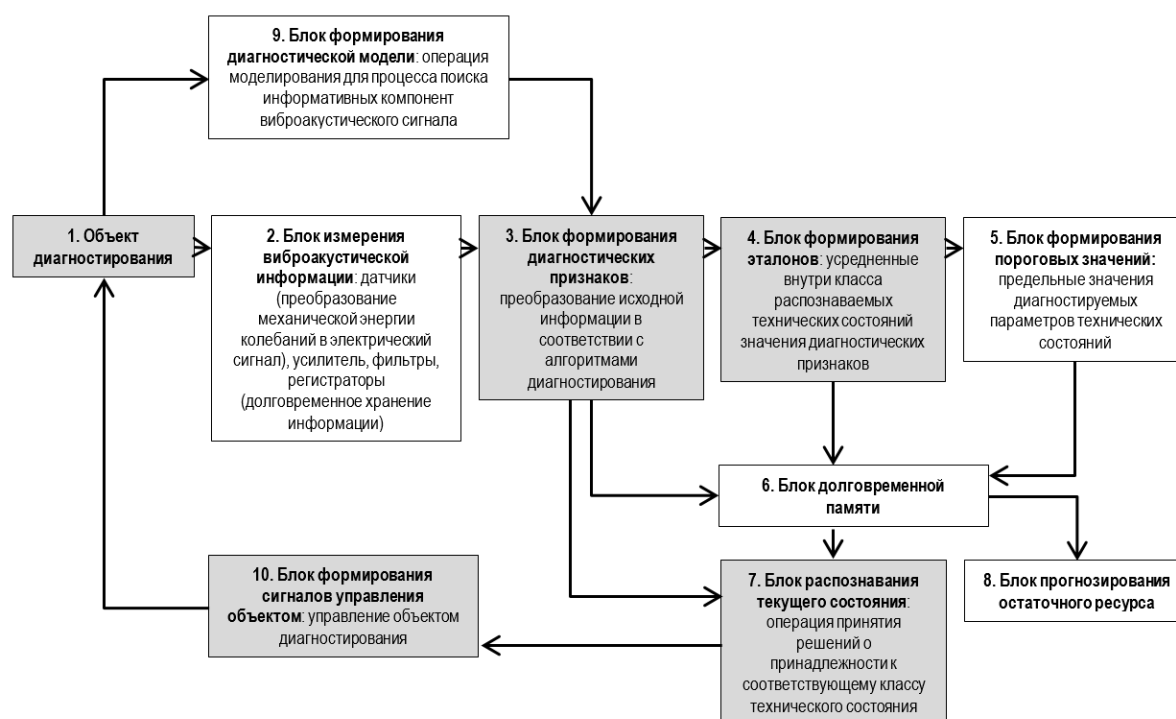 9. Блок формирования
диагностической модели: операция
моделирования для процесса поиска
информативных компонент
виброакустического сигнала
1. Объект
диагностирования
2. Блок измерения
виброакустической
информации: датчики
(преобразование
механической энергии
колебаний в электрический
сигнал), усилитель, фильтры,
регистраторы
(долговременное хранение
информации)
3. Блок формирования
диагностических
признаков:
преобразование исходной
информации в
соответствии с
алгоритмами
диагностирования
4. Блок формирования
эталонов: усредненные
внутри класса
распознаваемых
технических состояний
значения диагностических
признаков
5. Блок формирования
пороговых значений:
предельные значения
диагностируемых
параметров технических
состояний
6. Блок долговременной
памяти
10. Блок формирования
сигналов управления
объектом: управление объектом
диагностирования
7. Блок распознавания
текущего состояния:
операция принятия
решений о
принадлежности к
соответствующему классу
технического состояния
8. Блок прогнозирования
остаточного ресурса